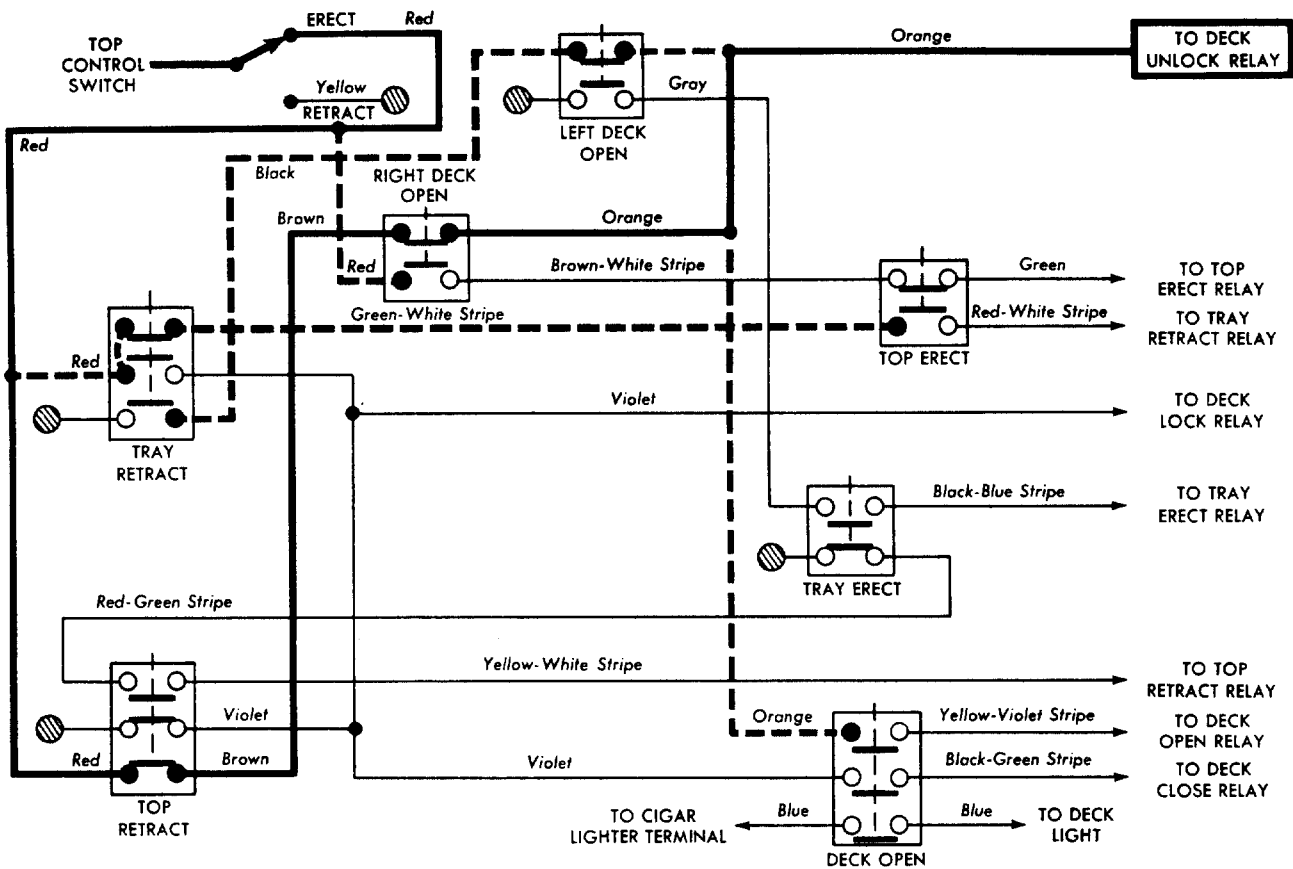 ERECT
Red
TOP
CONTROL
SWITCH
Yellow
RETRACT
Orange
TO DECK
UNLOCK RELAY
Gray
LEFT DECK
OPEN
Red
Black
RIGHT DECK
OPEN
Brown
Orange
Red
Brown-White Stripe
Green
TO TOP
ERECT RELAY
Green-White Stripe
Red-White Stripe
TO TRAY
RETRACT RELAY
TOP ERECT
Red
TRAY
RETRACT
Violet
TO DECK
LOCK RELAY
Black-Blue Stripe
TO TRAY
ERECT RELAY
TRAY ERECT
Red-Green Stripe
Yellow-White Stripe
TO TOP
RETRACT RELAY
Violet
Orange
Yellow-Violet Stripe
TO DECK
OPEN RELAY
Red
Brown
Violet
Black-Green Stripe
TO DECK
CLOSE RELAY
TOP
RETRACT
TO CIGAR
LIGHTER TERMINAL
Blue
Blue
TO DECK
LIGHT
DECK OPEN